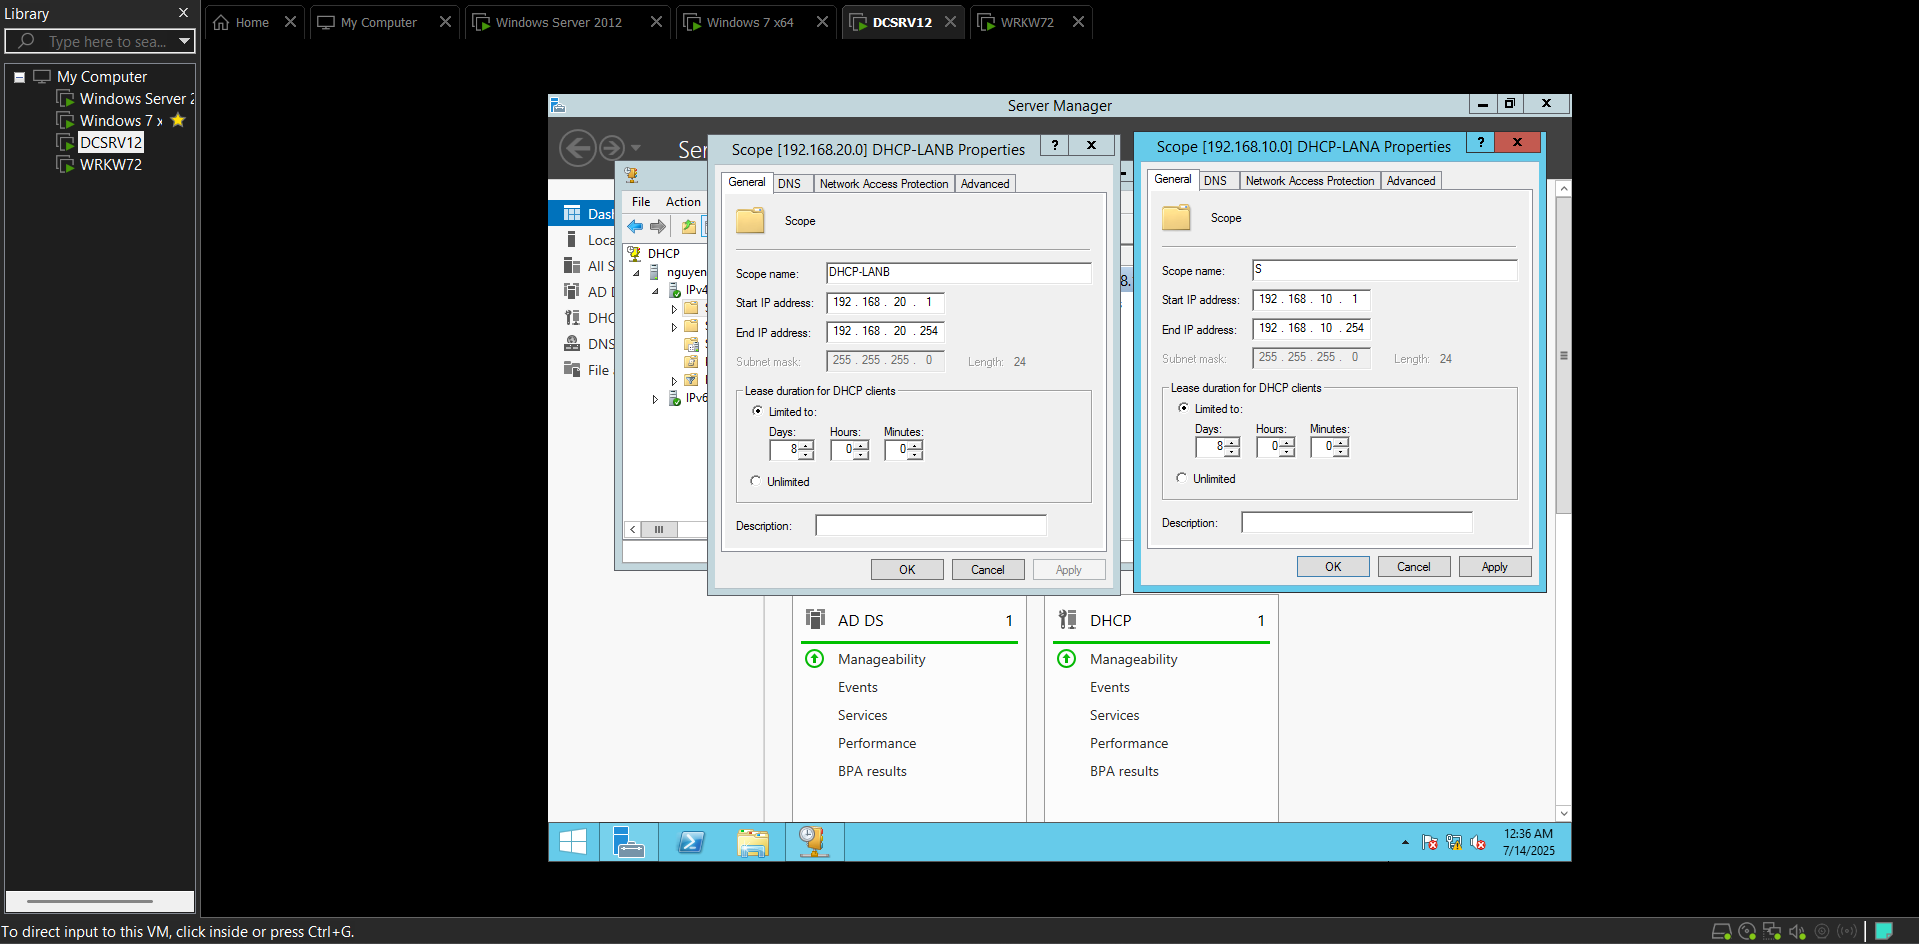 Library
Type here to sea...
My Computer
Windows Server 2
Windows 7 x
DCSRV12
WRKW72
Home
My Computer
Windows Server 2012
Windows 7 x64
DCSRV12
WRKW72
Server Manager
Ser
Dash
Loca
All S
AD D
DHC
DNS
File
File Action
DHCP
nguyen
IPv4
IPv6
8.
Scope [192.168.20.0] DHCP-LANB Properties
?
General DNS Network Access Protection Advanced
Scope
Scope name: DHCP-LANB
Start IP address: 192 . 168 . 20 . 1
End IP address: 192 . 168 . 20 . 254
Subnet mask: 255 . 255 . 255 . 0 Length: 24
Lease duration for DHCP clients
Limited to:
Days: Hours: Minutes:
8 0 0
Unlimited
Description:
OK Cancel Apply
Scope [192.168.10.0] DHCP-LANA Properties
?
General DNS Network Access Protection Advanced
Scope
Scope name: S
Start IP address: 192 . 168 . 10 . 1
End IP address: 192 . 168 . 10 . 254
Subnet mask: 255 . 255 . 255 . 0 Length: 24
Lease duration for DHCP clients
Limited to:
Days: Hours: Minutes:
8 0 0
Unlimited
Description:
OK Cancel Apply
AD DS 1
Manageability
Events
Services
Performance
BPA results
DHCP 1
Manageability
Events
Services
Performance
BPA results
12:36 AM
7/14/2025
To direct input to this VM, click inside or press Ctrl+G.